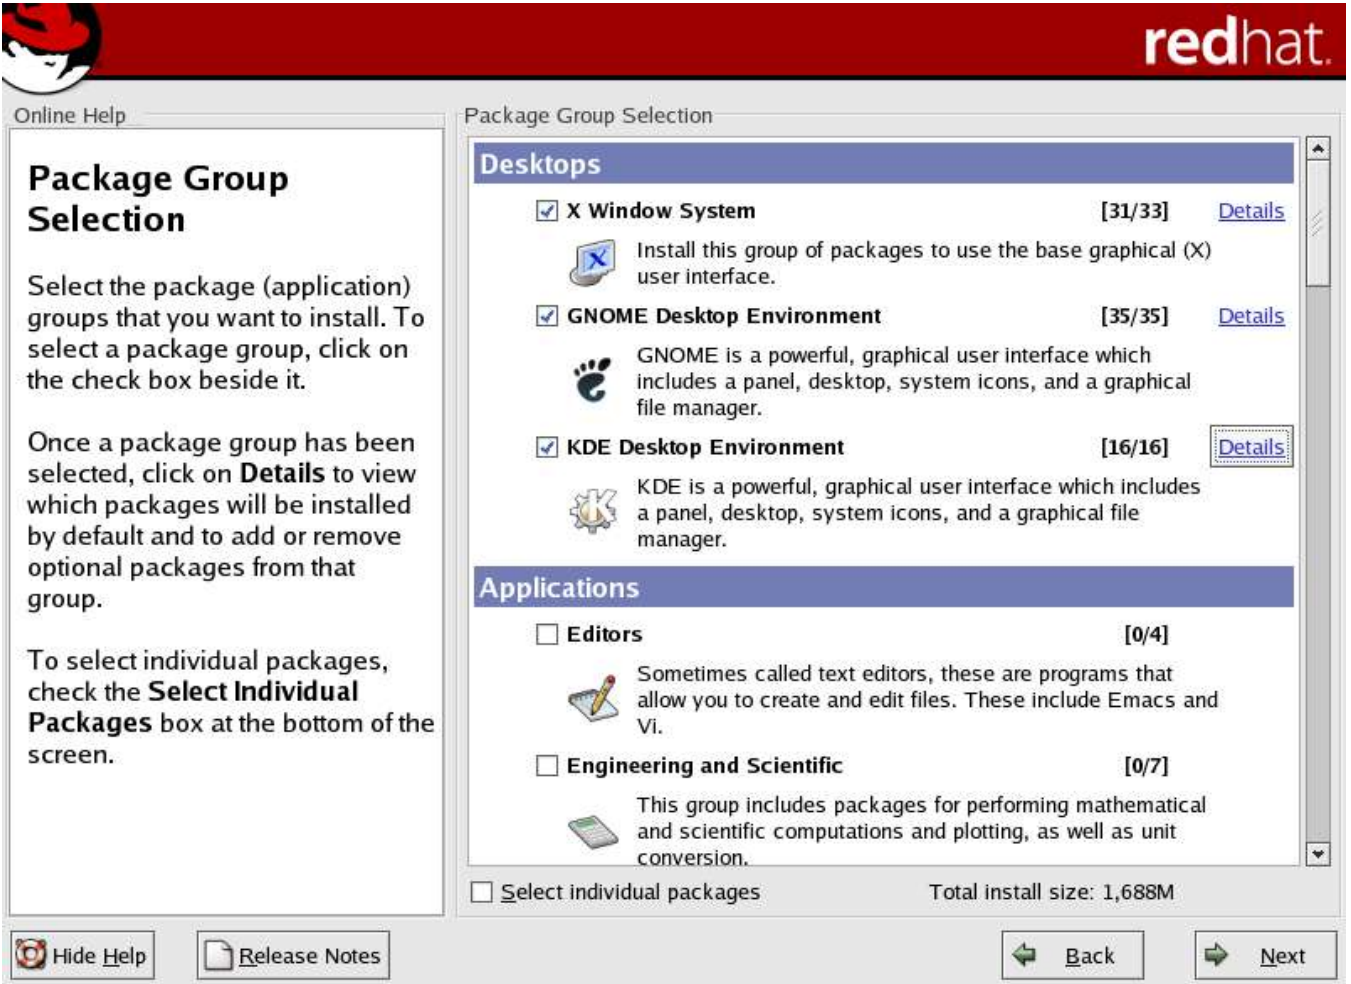 redhat.
Online Help
Package Group
Selection
Select the package (application)
groups that you want to install. To
select a package group, click on
the check box beside it.
Once a package group has been
selected, click on Details to view
which packages will be installed
by default and to add or remove
optional packages from that
group.
To select individual packages,
check the Select Individual
Packages box at the bottom of the
screen.
Package Group Selection
Desktops
X Window System [31/33] Details
Install this group of packages to use the base graphical (X)
user interface.
GNOME Desktop Environment [35/35] Details
GNOME is a powerful, graphical user interface which
includes a panel, desktop, system icons, and a graphical
file manager.
KDE Desktop Environment [16/16] Details
KDE is a powerful, graphical user interface which includes
a panel, desktop, system icons, and a graphical file
manager.
Applications
Editors [0/4]
Sometimes called text editors, these are programs that
allow you to create and edit files. These include Emacs and
Vi.
Engineering and Scientific [0/7]
This group includes packages for performing mathematical
and scientific computations and plotting, as well as unit
conversion.
Select individual packages Total install size: 1,688M
Hide Help Release Notes Back Next